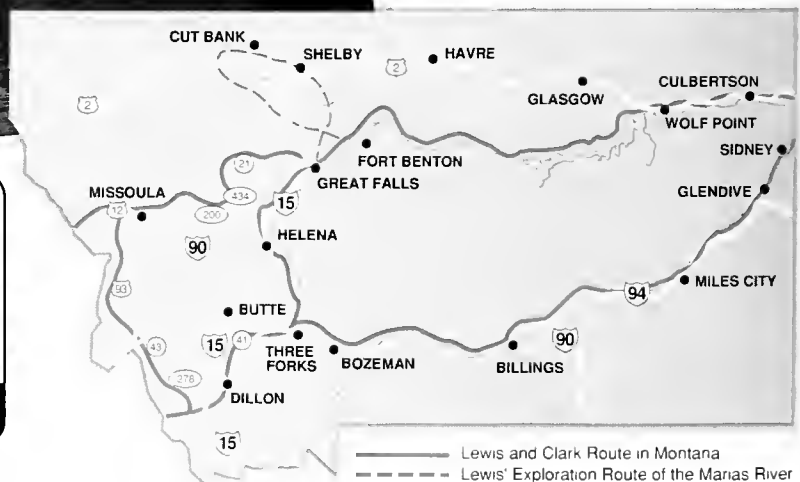 CUT BANK
SHELBY
HAVRE
2
2
GLASGOW
CULBERTSON
WOLF POINT
SIDNEY
FORT BENTON
21
GREAT FALLS
GLENDIVE
MISSOULA
434
12
200
15
90
HELENA
93
94
MILES CITY
BUTTE
43
15
41
THREE FORKS
BOZEMAN
BILLINGS
90
278
DILLON
15
Lewis and Clark Route in Montana
Lewis' Exploration Route of the Marias River